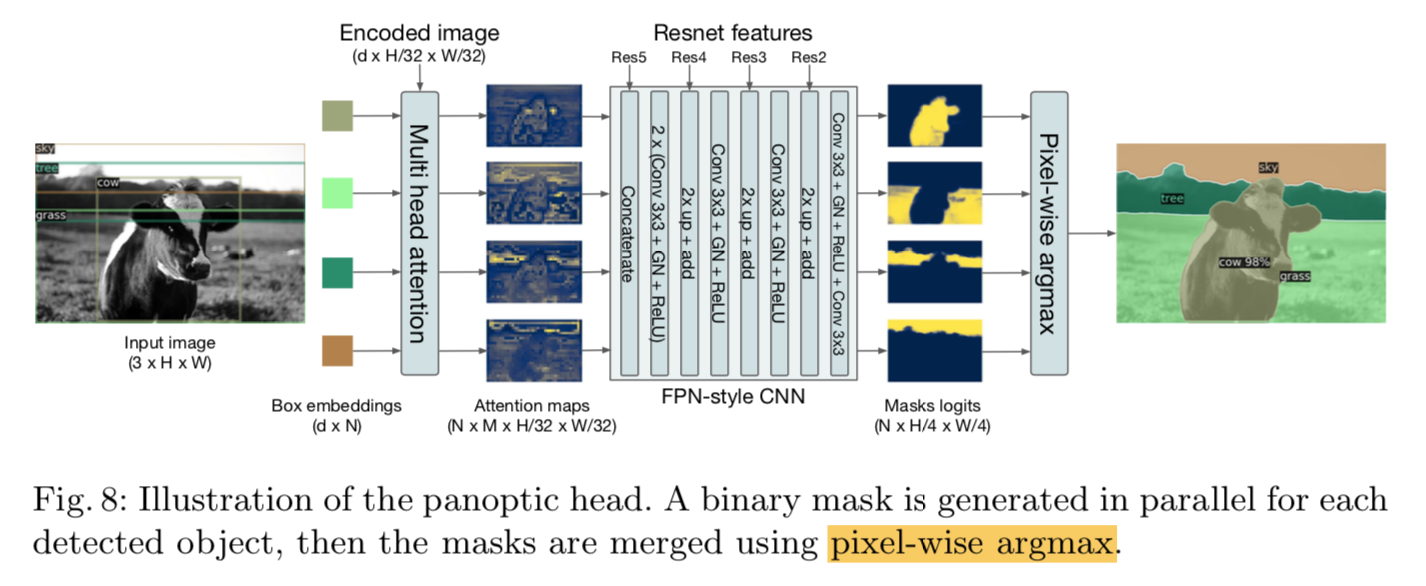 Encoded image
(d x H/32 x W/32)
Resnet features
Res5 Res4 Res3 Res2
sky
tree
cow
grass
Input image
(3 x H x W)
Box embeddings
(d x N)
Multi head attention
Attention maps
(N x M x H/32 x W/32)
Concatenate
2 x (Conv 3x3 + GN + ReLU)
2x up + add
Conv 3x3 + GN + ReLU
2x up + add
Conv 3x3 + GN + ReLU
2x up + add
Conv 3x3 + GN + ReLU + Conv 3x3
FPN-style CNN
Masks logits
(N x H/4 x W/4)
Pixel-wise argmax
sky
tree
cow 98%
grass
Fig. 8: Illustration of the panoptic head. A binary mask is generated in parallel for each
detected object, then the masks are merged using pixel-wise argmax.